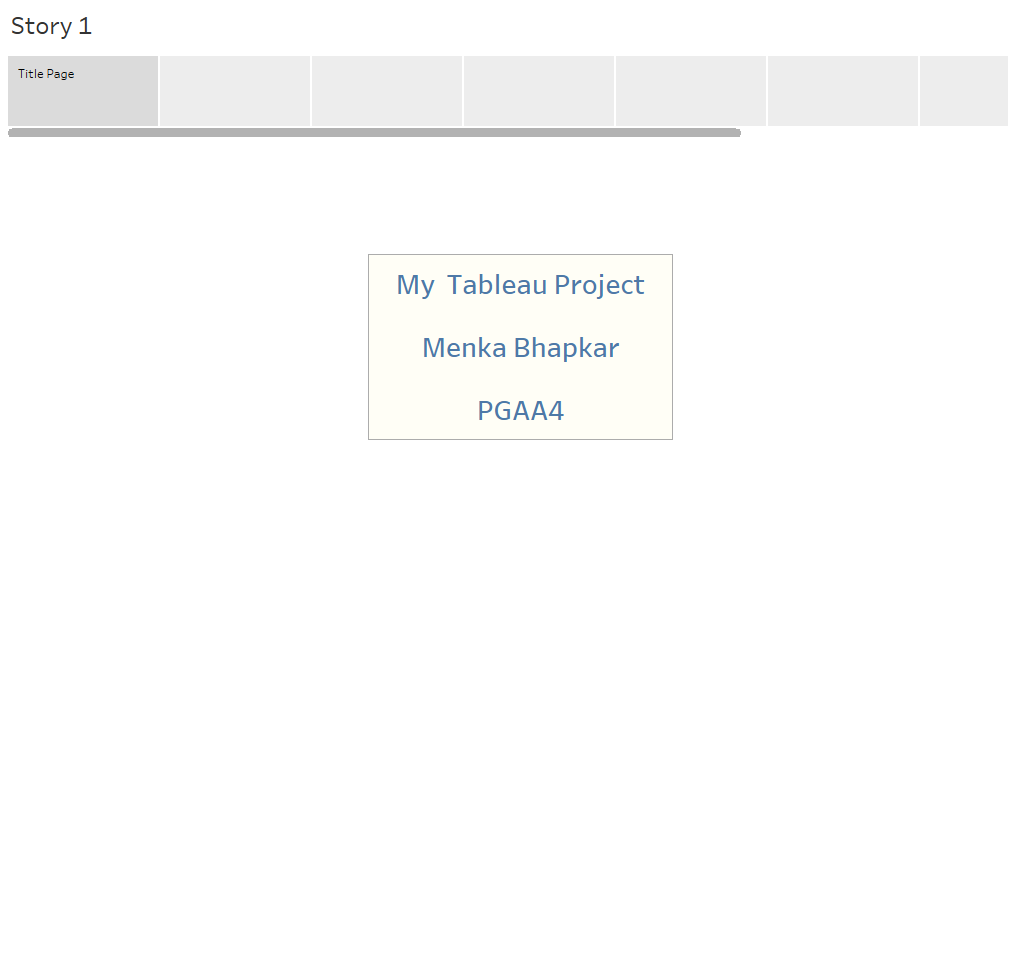 Story 1
Title Page
My  Tableau Project
Menka Bhapkar
PGAA4